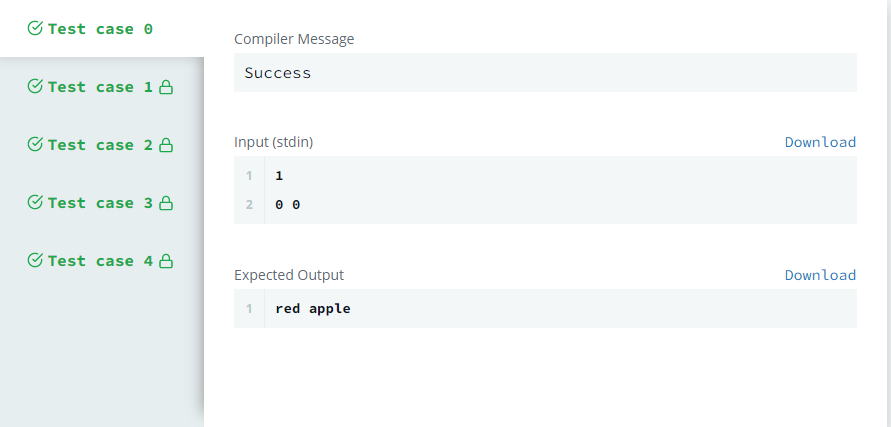 Test case 0
Test case 1
Test case 2
Test case 3
Test case 4
Compiler Message
Success
Input (stdin)
Download
1 1
2 0 0
Expected Output
Download
1 red apple